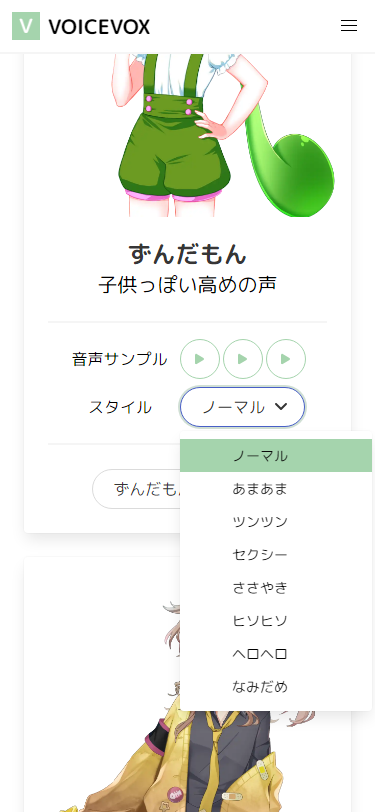 V VOICEVOX
ずんだもん
子供っぽい高めの声
音声サンプル
スタイル ノーマル
ノーマル
あまあま
ツンツン
セクシー
ささやき
ヒソヒソ
ヘロヘロ
なみだめ
ずんだも